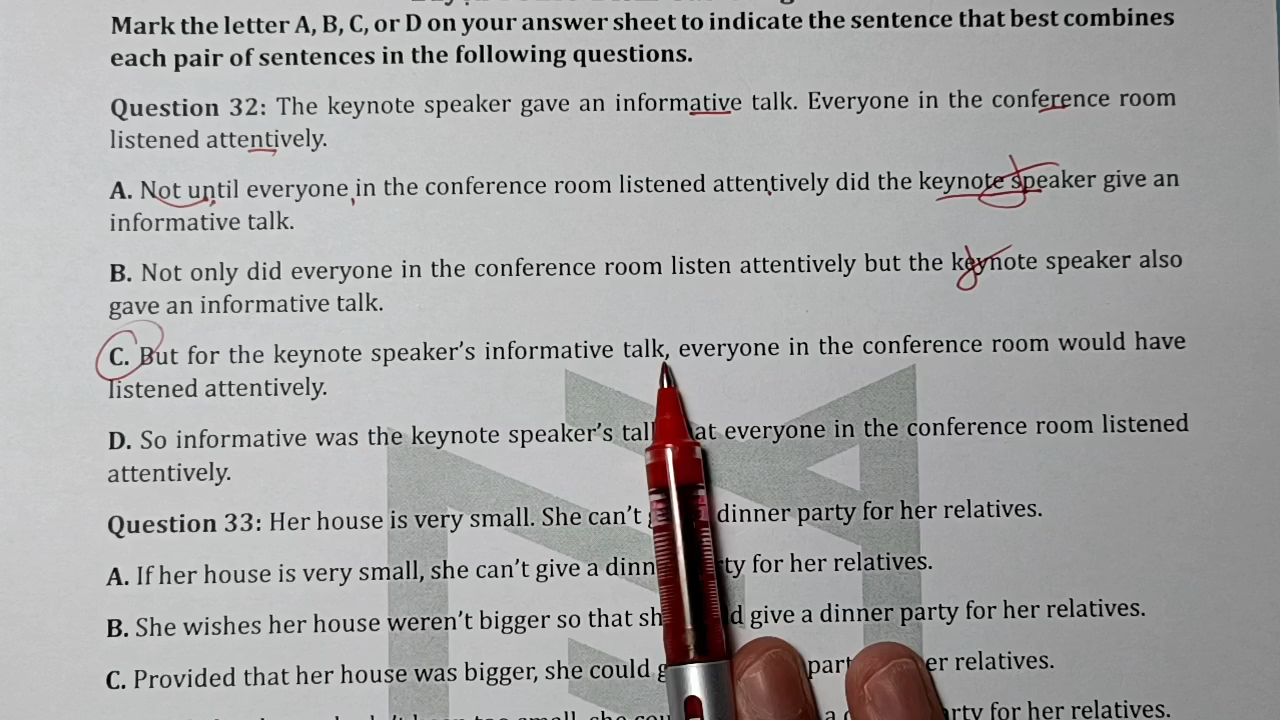 Mark the letter A, B, C, or D on your answer sheet to indicate the sentence that best combines
each pair of sentences in the following questions.
Question 32: The keynote speaker gave an informative talk. Everyone in the conference room
listened attentively.
A. Not until everyone in the conference room listened attentively did the keynote speaker give an
informative talk.
B. Not only did everyone in the conference room listen attentively but the keynote speaker also
gave an informative talk.
C. But for the keynote speaker's informative talk, everyone in the conference room would have
listened attentively.
D. So informative was the keynote speaker's everyone in the conference room listened
attentively.
Question 33: Her house is very small. She can't dinner party for her relatives.
A. If her house is very small, she can't give a for her relatives.
B. She wishes her house weren't bigger so that give a dinner party for her relatives.
C. Provided that her house was bigger, she could relatives.
for her relatives.